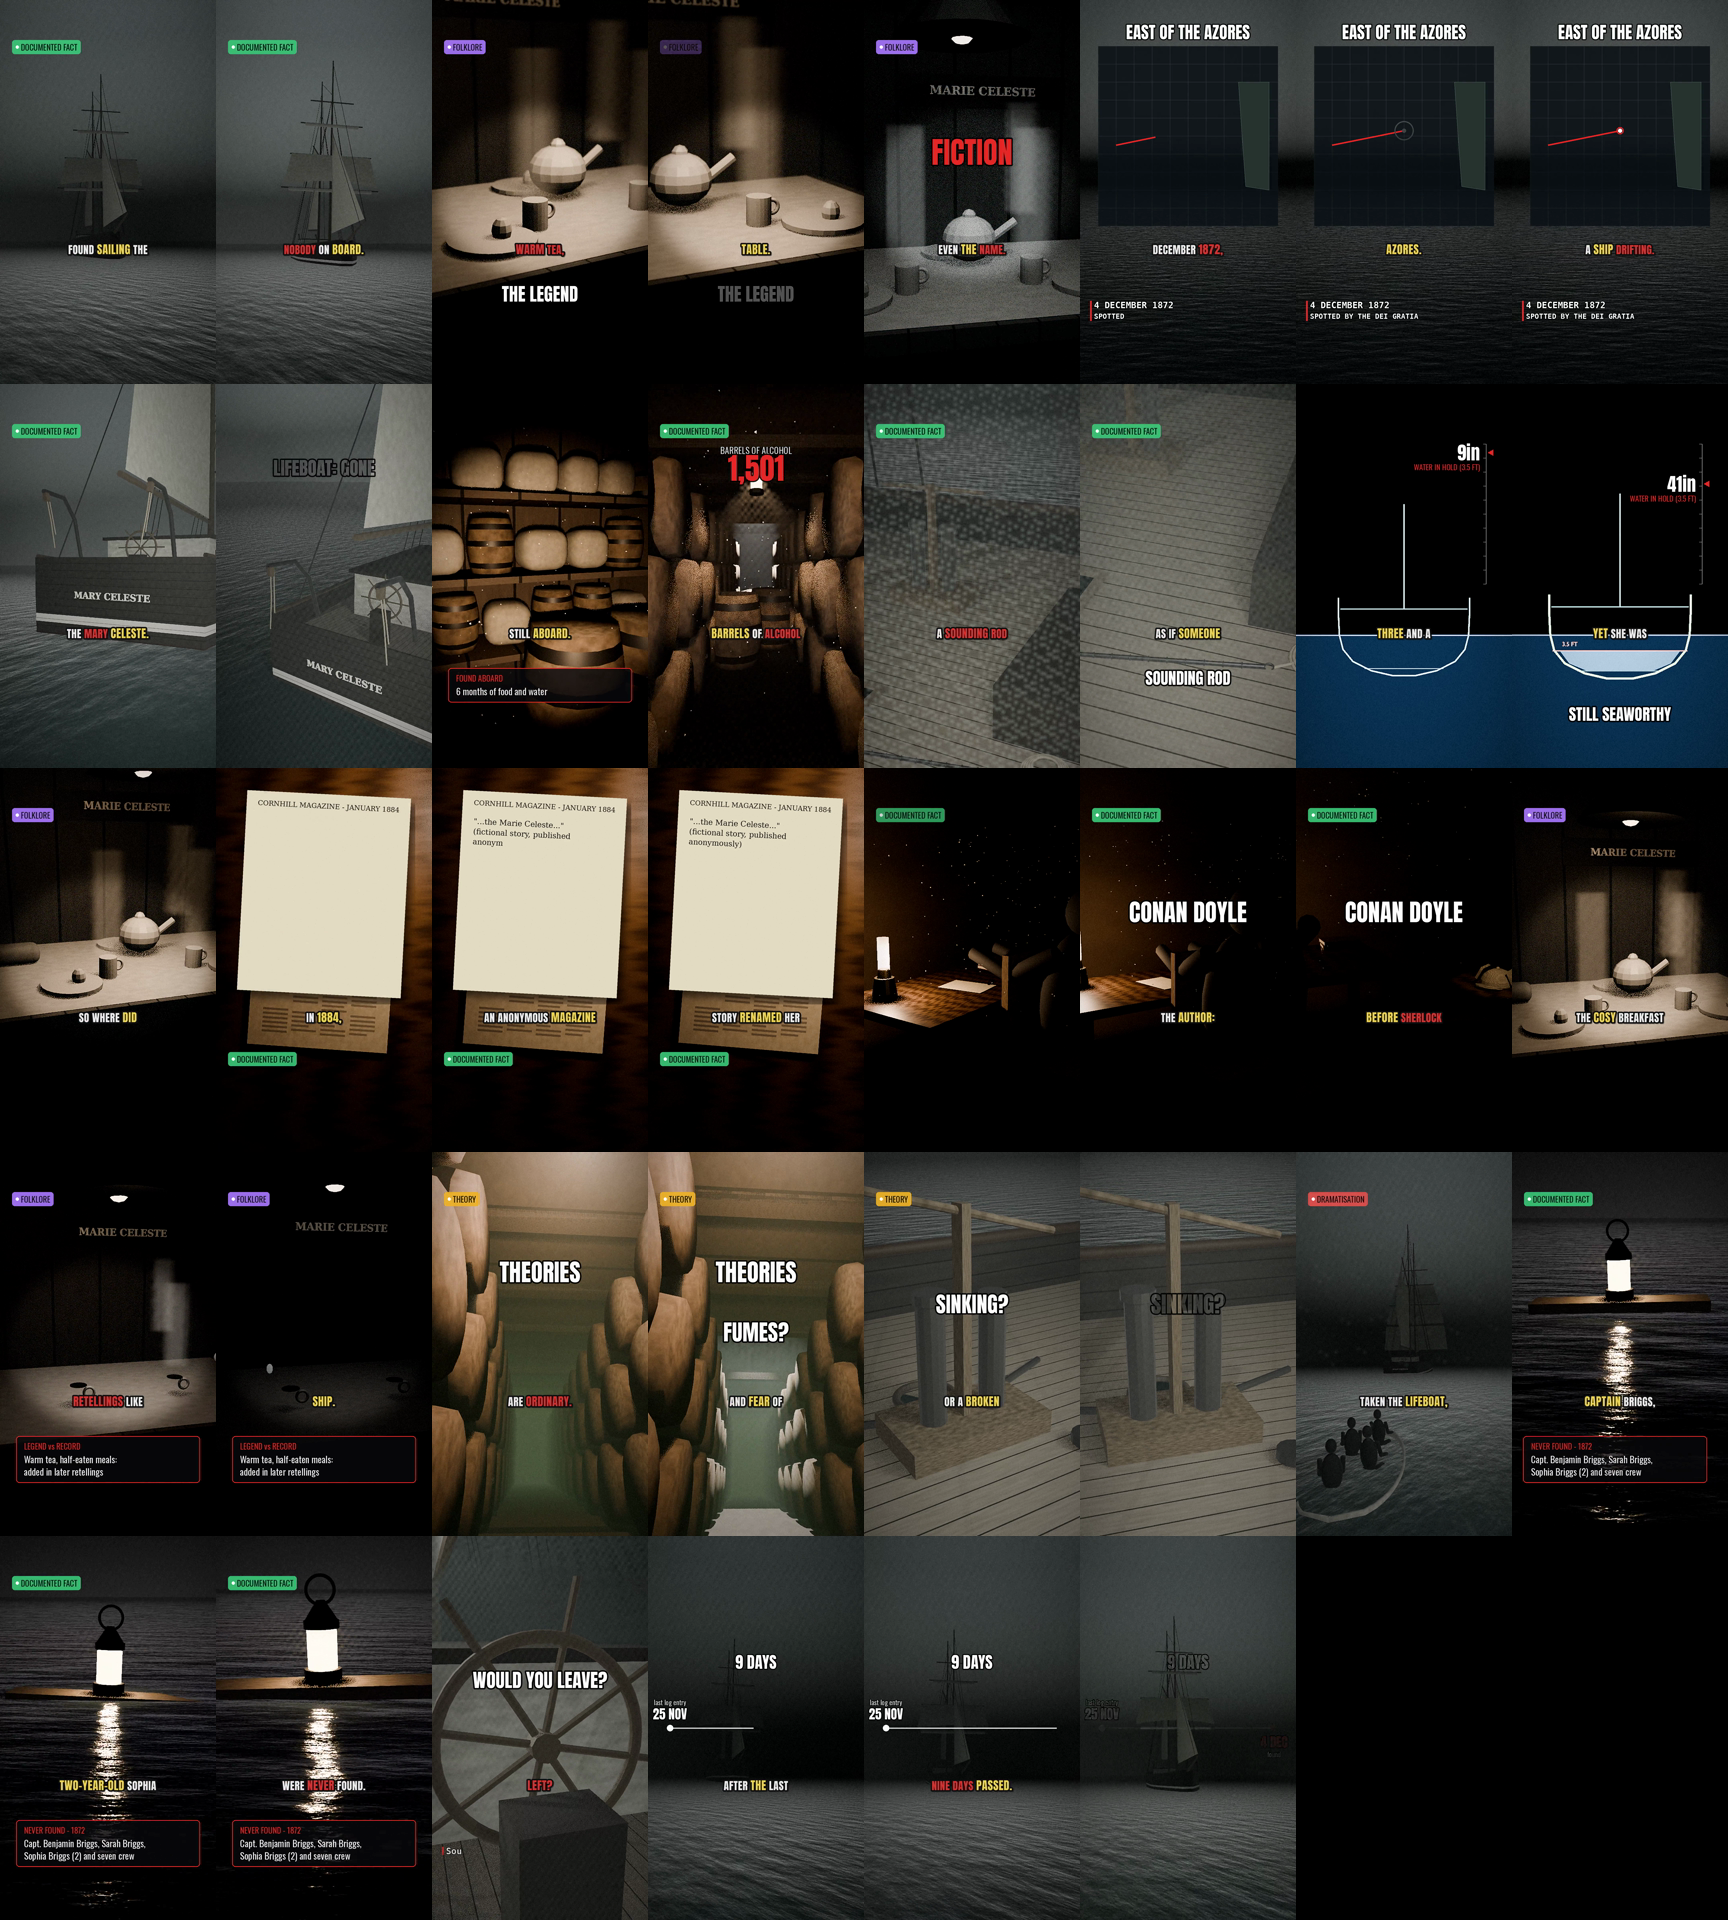 DOCUMENTED FACT
FOUND SAILING THE
DOCUMENTED FACT
NOBODY ON BOARD.
FOLKLORE
WARM TEA,
THE LEGEND
FOLKLORE
TABLE.
THE LEGEND
FOLKLORE
MARIE CELESTE
FICTION
EVEN THE NAME.
EAST OF THE AZORES
DECEMBER 1872,
4 DECEMBER 1872
SPOTTED
EAST OF THE AZORES
AZORES.
4 DECEMBER 1872
SPOTTED BY THE DEI GRATIA
EAST OF THE AZORES
A SHIP DRIFTING.
4 DECEMBER 1872
SPOTTED BY THE DEI GRATIA
DOCUMENTED FACT
MARY CELESTE
THE MARY CELESTE.
LIFEBOAT: GONE
MARY CELESTE
STILL ABOARD.
FOUND ABOARD
6 months of food and water
DOCUMENTED FACT
BARRELS OF ALCOHOL
1,501
BARRELS OF ALCOHOL
DOCUMENTED FACT
A SOUNDING ROD
DOCUMENTED FACT
AS IF SOMEONE
SOUNDING ROD
9in
WATER IN HOLD (3.5 FT)
THREE AND A
41in
WATER IN HOLD (3.5 FT)
YET SHE WAS
3.5 FT
STILL SEAWORTHY
MARIE CELESTE
FOLKLORE
SO WHERE DID
CORNHILL MAGAZINE - JANUARY 1884
IN 1884,
DOCUMENTED FACT
CORNHILL MAGAZINE - JANUARY 1884
"...the Marie Celeste..."
(fictional story, published
anonym
AN ANONYMOUS MAGAZINE
DOCUMENTED FACT
CORNHILL MAGAZINE - JANUARY 1884
"...the Marie Celeste..."
(fictional story, published
anonymously)
STORY RENAMED HER
DOCUMENTED FACT
DOCUMENTED FACT
DOCUMENTED FACT
CONAN DOYLE
THE AUTHOR:
DOCUMENTED FACT
CONAN DOYLE
BEFORE SHERLOCK
FOLKLORE
MARIE CELESTE
THE COSY BREAKFAST
FOLKLORE
MARIE CELESTE
RETELLINGS LIKE
LEGEND vs RECORD
Warm tea, half-eaten meals:
added in later retellings
FOLKLORE
MARIE CELESTE
SHIP.
LEGEND vs RECORD
Warm tea, half-eaten meals:
added in later retellings
THEORY
THEORIES
ARE ORDINARY.
THEORY
THEORIES
FUMES?
AND FEAR OF
THEORY
SINKING?
OR A BROKEN
SINKING?
DRAMATISATION
TAKEN THE LIFEBOAT,
DOCUMENTED FACT
CAPTAIN BRIGGS,
NEVER FOUND - 1872
Capt. Benjamin Briggs, Sarah Briggs,
Sophia Briggs (2) and seven crew
DOCUMENTED FACT
TWO-YEAR-OLD SOPHIA
NEVER FOUND - 1872
Capt. Benjamin Briggs, Sarah Briggs,
Sophia Briggs (2) and seven crew
DOCUMENTED FACT
WERE NEVER FOUND.
NEVER FOUND - 1872
Capt. Benjamin Briggs, Sarah Briggs,
Sophia Briggs (2) and seven crew
WOULD YOU LEAVE?
LEFT?
Sou
9 DAYS
last log entry
25 NOV
AFTER THE LAST
9 DAYS
last log entry
25 NOV
NINE DAYS PASSED.
9 DAYS
25 NOV